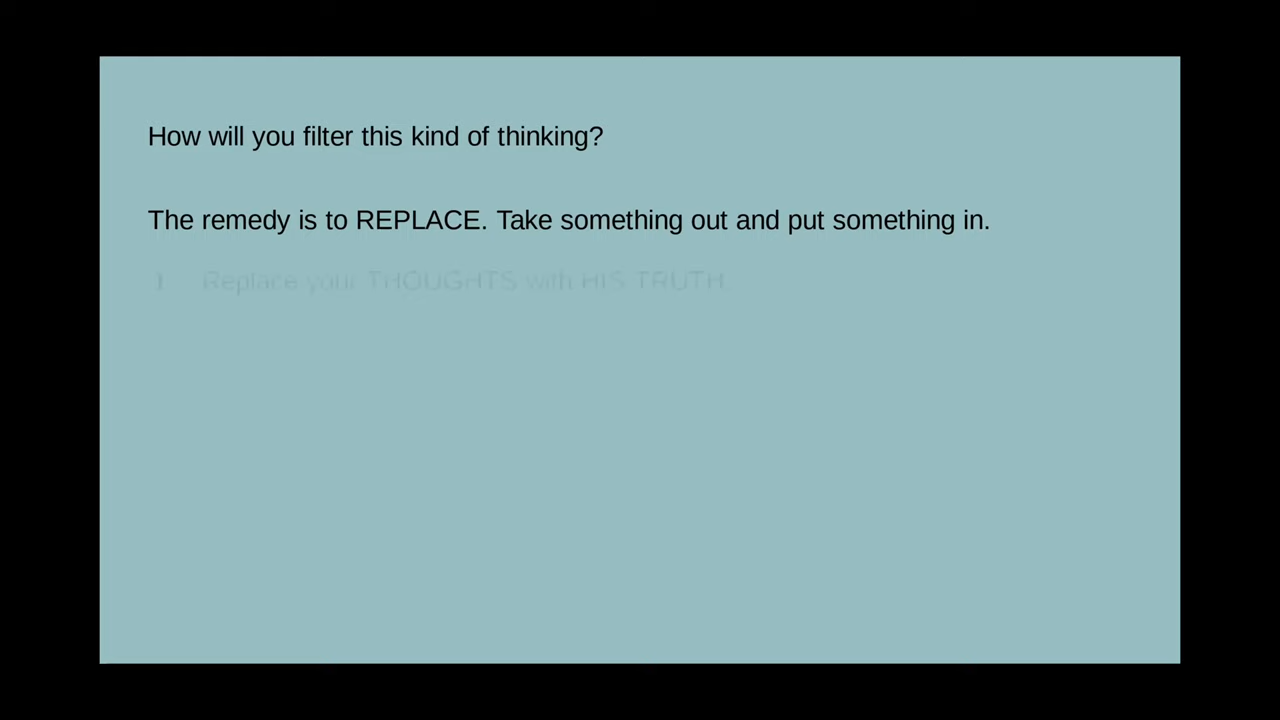 How will you filter this kind of thinking?
The remedy is to REPLACE. Take something out and put something in.
1 Replace your THOUGHTS with HIS TRUTH.